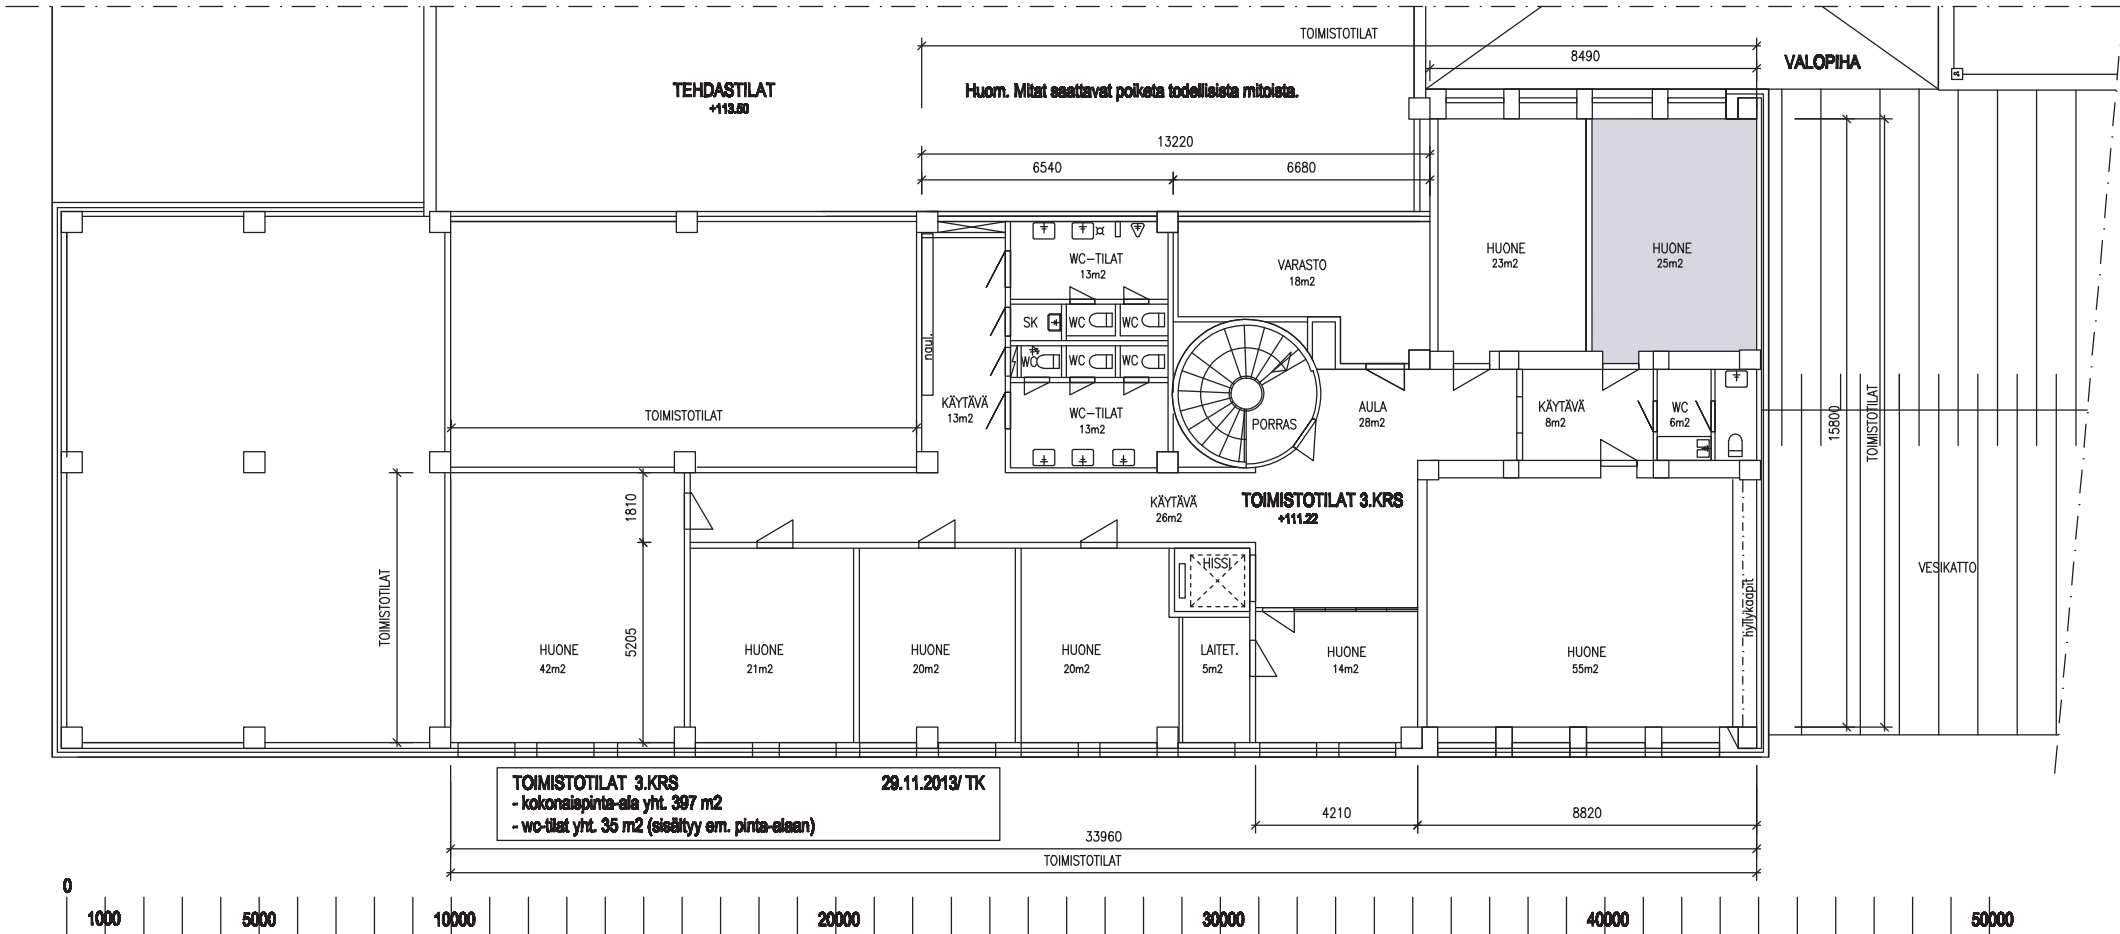 TOIMISTOTILAT
8490
VALOPIHA
TEHDASTILAT
+113.50
Huom. Mitat saattavat poiketa todellisista mitoista.
13220
6540
6680
HUONE
23m2
HUONE
25m2
WC-TILAT
13m2
VARASTO
18m2
SK
WC
WC
naul.
WC
WC
WC
KÄYTÄVÄ
13m2
WC-TILAT
13m2
TOIMISTOTILAT
PORRAS
AULA
28m2
KÄYTÄVÄ
8m2
WC
6m2
15800
TOIMISTOTILAT
1810
KÄYTÄVÄ
26m2
TOIMISTOTILAT 3.KRS
+111.22
HISSI
VESIKATTO
TOIMISTOTILAT
5205
hyllykaapit
HUONE
42m2
HUONE
21m2
HUONE
20m2
HUONE
20m2
LAITET.
5m2
HUONE
14m2
HUONE
55m2
TOIMISTOTILAT 3.KRS 29.11.2013/ TK
- kokonaispinta-ala yht. 397 m2
- wc-tilat yht. 35 m2 (sisältyy em. pinta-alaan)
4210
8820
33960
TOIMISTOTILAT
0
1000 5000 10000 20000 30000 40000 50000